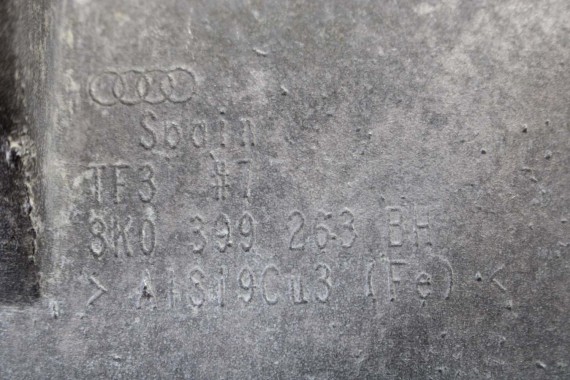 Spain
TF3 #7
8K0 399 263 BH
> AlSi9Cu3 (Fe) <